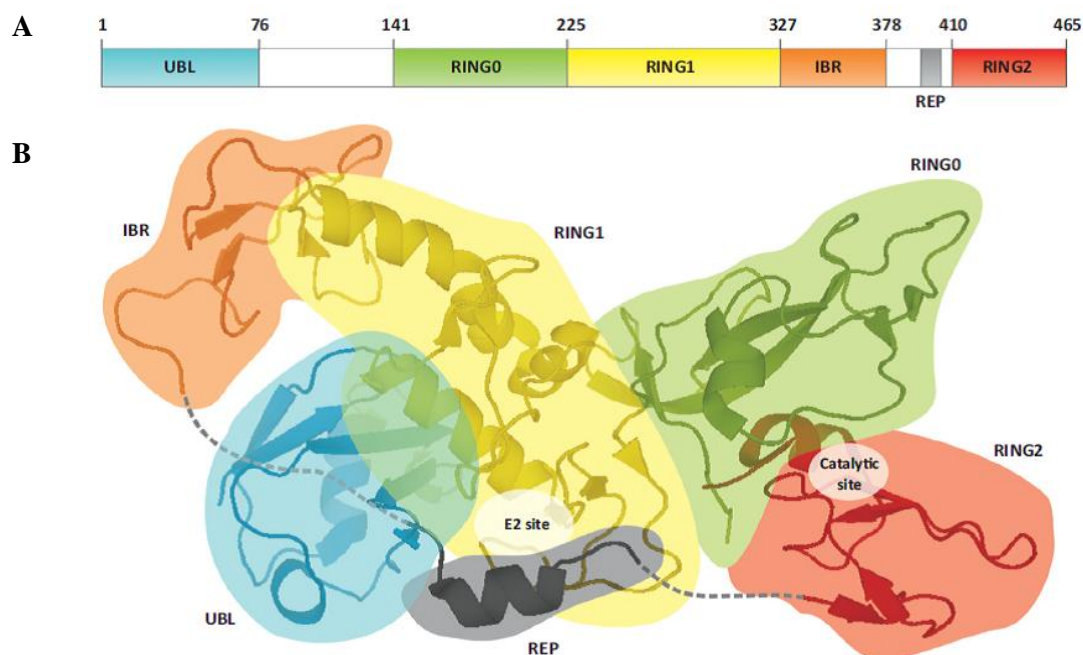 A
1 76 141 225 327 378 410 465
UBL RING0 RING1 IBR RING2
REP
B
RING0
IBR RING1
RING2
Catalytic
site
E2 site
UBL
REP